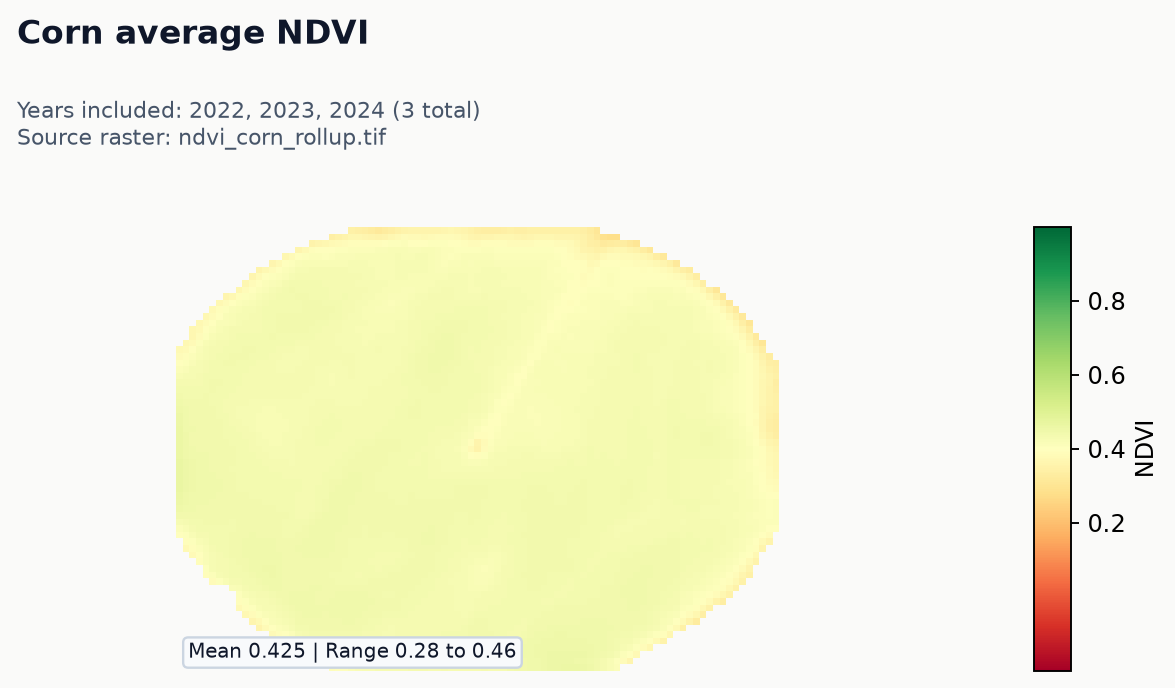 Corn average NDVI
Years included: 2022, 2023, 2024 (3 total)
Source raster: ndvi_corn_rollup.tif
0.8
0.6
0.4
0.2
NDVI
Mean 0.425 | Range 0.28 to 0.46